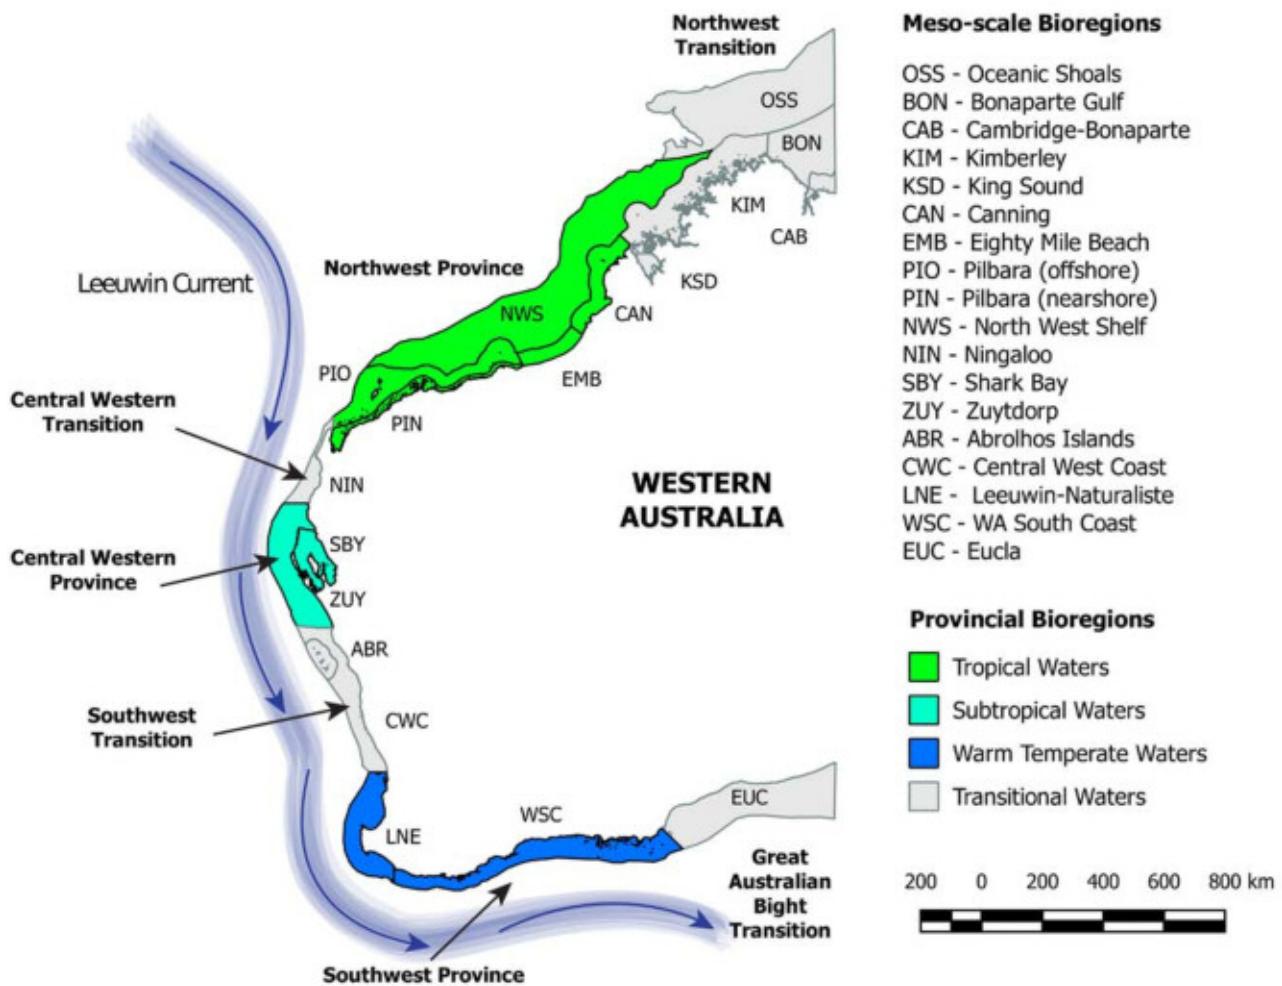 Northwest
Transition
OSS
BON
KIM
CAB
KSD
Leeuwin Current
Northwest Province
NWS
CAN
PIO
EMB
PIN
Central Western
Transition
NIN
WESTERN
AUSTRALIA
SBY
Central Western
Province
ZUY
ABR
Southwest
Transition
CWC
EUC
WSC
LNE
Great
Australian
Bight
Transition
Southwest Province
Meso-scale Bioregions
OSS - Oceanic Shoals
BON - Bonaparte Gulf
CAB - Cambridge-Bonaparte
KIM - Kimberley
KSD - King Sound
CAN - Canning
EMB - Eighty Mile Beach
PIO - Pilbara (offshore)
PIN - Pilbara (nearshore)
NWS - North West Shelf
NIN - Ningaloo
SBY - Shark Bay
ZUY - Zuytdorp
ABR - Abrolhos Islands
CWC - Central West Coast
LNE - Leeuwin-Naturaliste
WSC - WA South Coast
EUC - Eucla
Provincial Bioregions
Tropical Waters
Subtropical Waters
Warm Temperate Waters
Transitional Waters
200 0 200 400 600 800 km